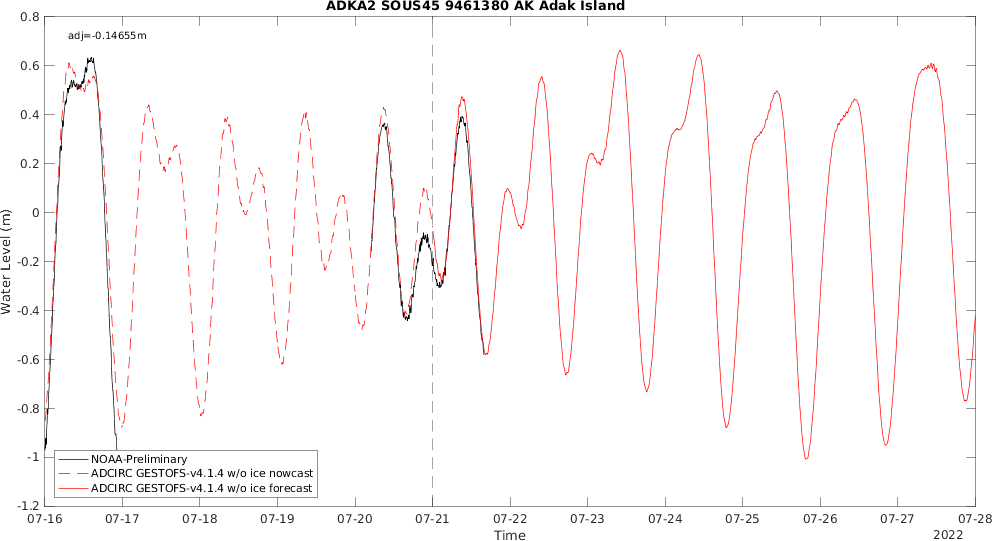 ADKA2 SOUS45 9461380 AK Adak Island
adj=-0.14655m
Water Level (m)
0.8
0.6
0.4
0.2
0
-0.2
-0.4
-0.6
-0.8
-1
-1.2
NOAA-Preliminary
ADCIRC GESTOFS-v4.1.4 w/o ice nowcast
ADCIRC GESTOFS-v4.1.4 w/o ice forecast
07-16 07-17 07-18 07-19 07-20 07-21 07-22 07-23 07-24 07-25 07-26 07-27 07-28
Time
2022